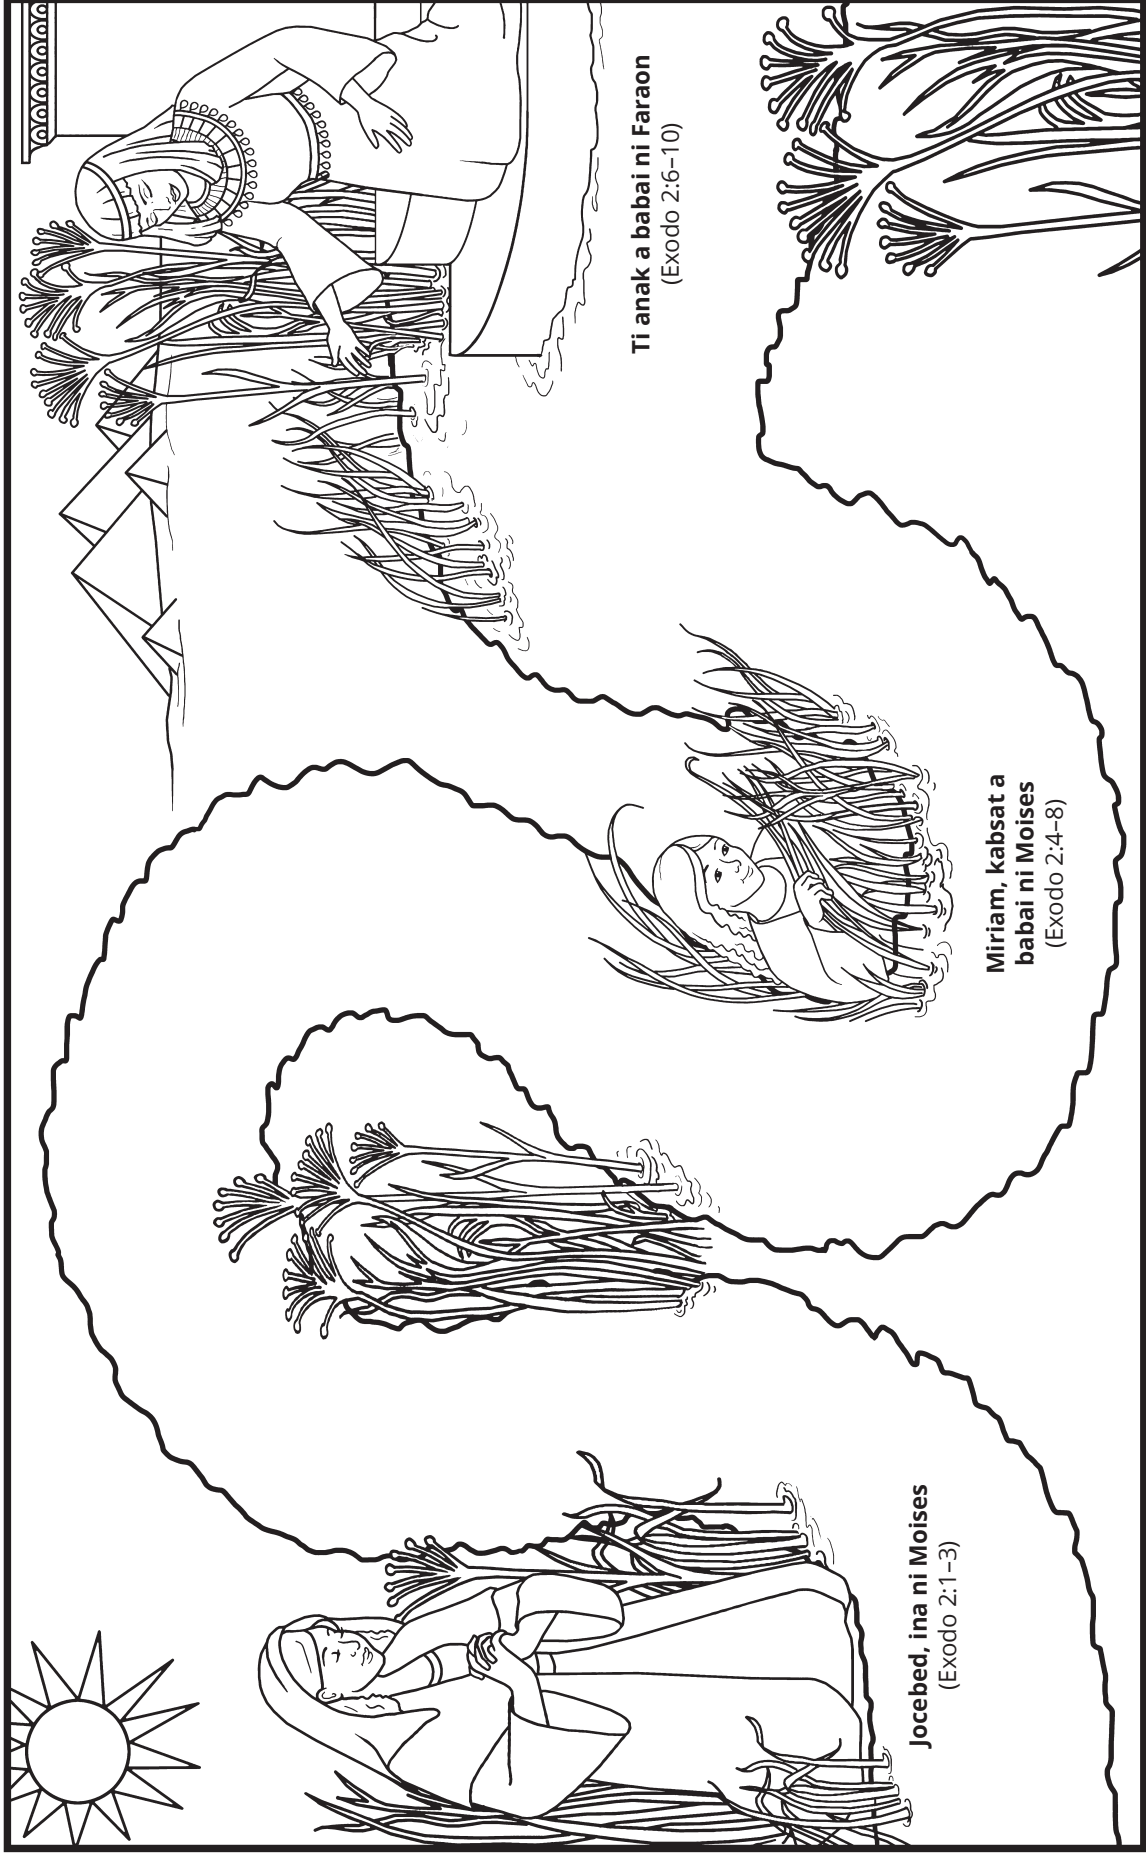 Jocebed, ina ni Moises
(Exodo 2:1–3)
Miriam, kabsat a
babai ni Moises
(Exodo 2:4–8)
Ti anak a babai ni Faraon
(Exodo 2:6–10)